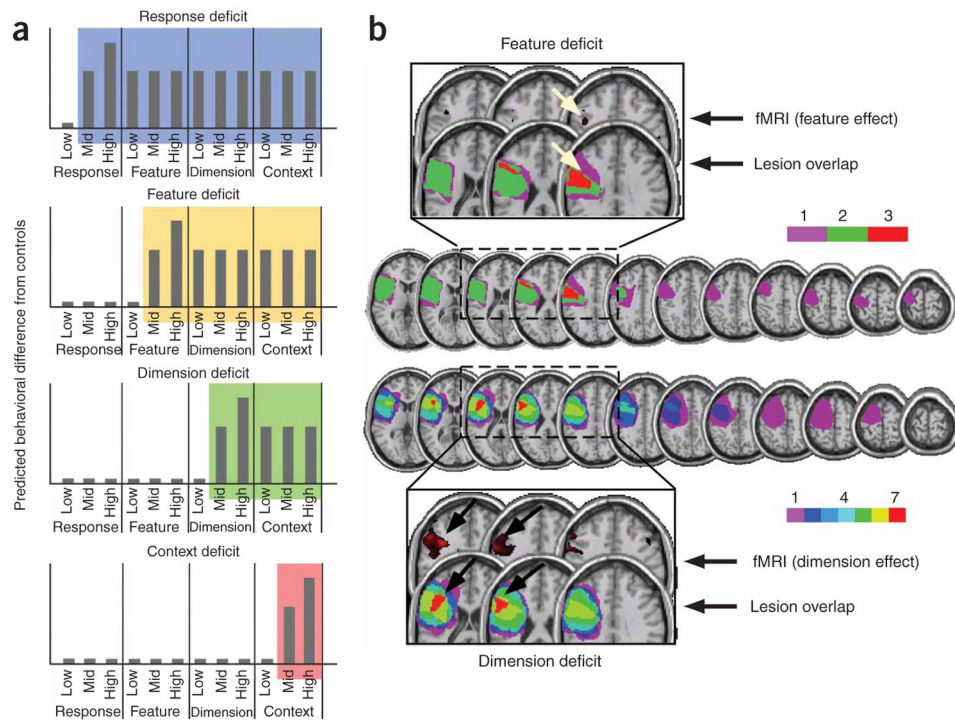 a
Response deficit
Low Mid High Low Mid High Low Mid High Low Mid High
Response Feature Dimension Context
Feature deficit
Low Mid High Low Mid High Low Mid High Low Mid High
Response Feature Dimension Context
Dimension deficit
Low Mid High Low Mid High Low Mid High Low Mid High
Response Feature Dimension Context
Context deficit
Low Mid High Low Mid High Low Mid High Low Mid High
Response Feature Dimension Context
Predicted behavioral difference from controls
b
Feature deficit
fMRI (feature effect)
Lesion overlap
1 2 3
1 4 7
fMRI (dimension effect)
Lesion overlap
Dimension deficit